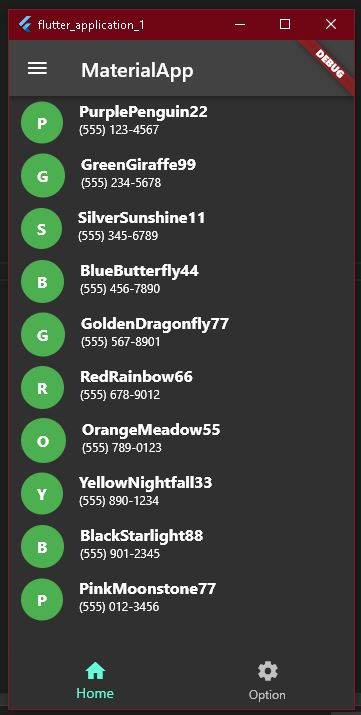 flutter_application_1
MaterialApp
DEBUG
P
PurplePenguin22
(555) 123-4567
G
GreenGiraffe99
(555) 234-5678
S
SilverSunshine11
(555) 345-6789
B
BlueButterfly44
(555) 456-7890
G
GoldenDragonfly77
(555) 567-8901
R
RedRainbow66
(555) 678-9012
O
OrangeMeadow55
(555) 789-0123
Y
YellowNightfall33
(555) 890-1234
B
BlackStarlight88
(555) 901-2345
P
PinkMoonstone77
(555) 012-3456
Home
Option